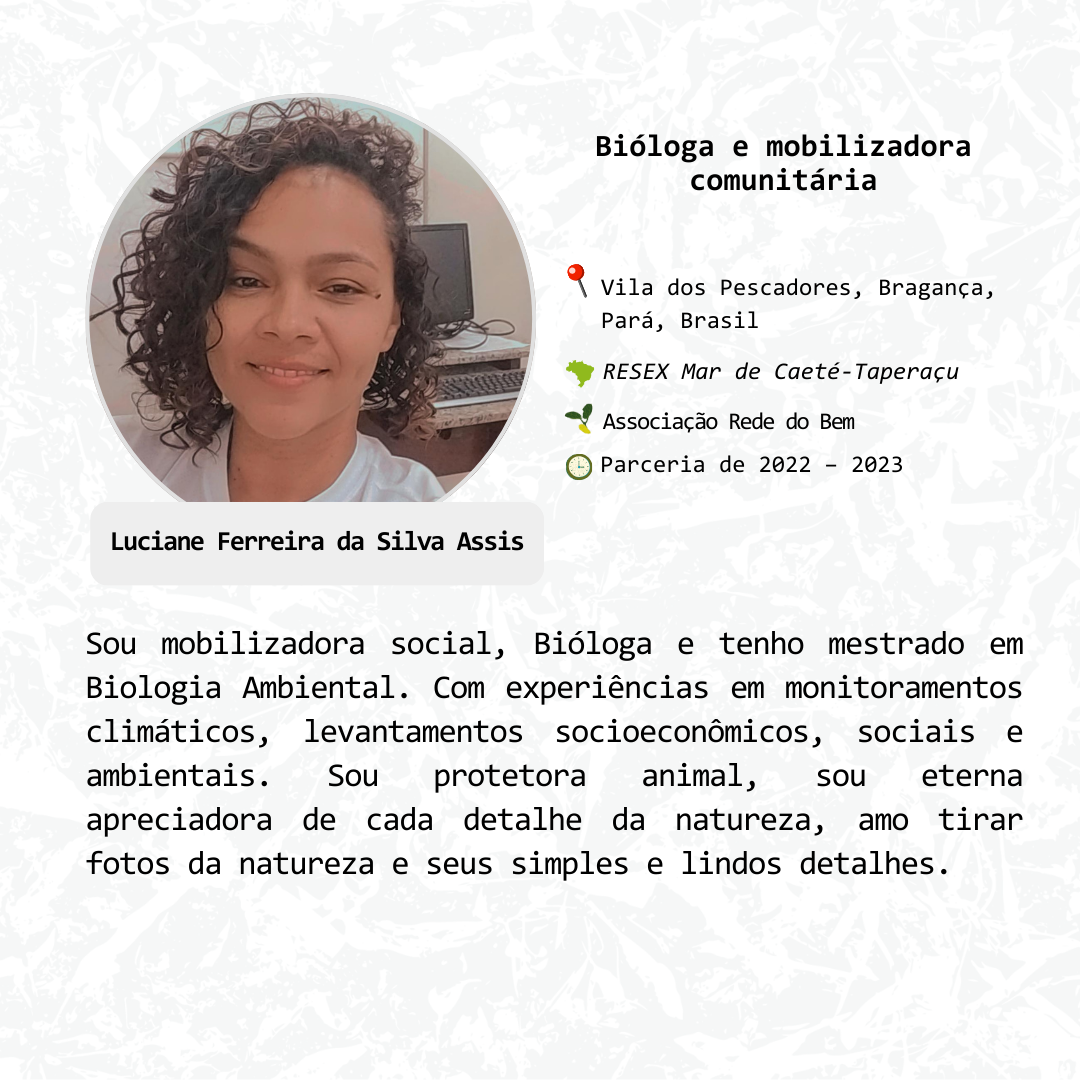 Bióloga e mobilizadora
comunitária
Vila dos Pescadores, Bragança,
Pará, Brasil
RESEX Mar de Caeté-Taperaçu
Associação Rede do Bem
Parceria de 2022 – 2023
Luciane Ferreira da Silva Assis
Sou mobilizadora social, Bióloga e tenho mestrado em
Biologia Ambiental. Com experiências em monitoramentos
climáticos, levantamentos socioeconômicos, sociais e
ambientais. Sou protetora animal, sou eterna
apreciadora de cada detalhe da natureza, amo tirar
fotos da natureza e seus simples e lindos detalhes.